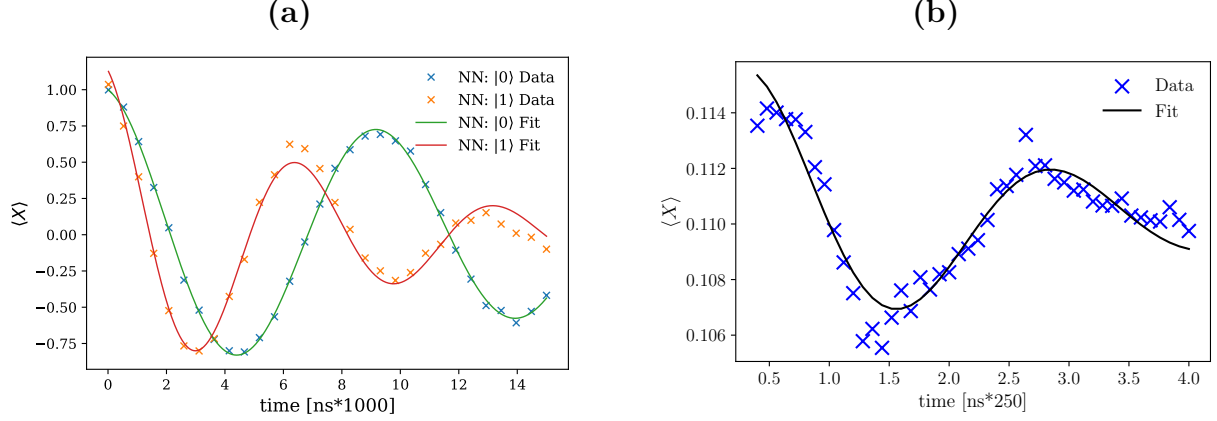 (a)
(b)
NN: |0⟩ Data
NN: |1⟩ Data
NN: |0⟩ Fit
NN: |1⟩ Fit
1.00
0.75
0.50
0.25
0.00
−0.25
−0.50
−0.75
⟨X⟩
0 2 4 6 8 10 12 14
time [ns*1000]
Data
Fit
0.114
0.112
0.110
0.108
0.106
⟨X⟩
0.5 1.0 1.5 2.0 2.5 3.0 3.5 4.0
time [ns*250]